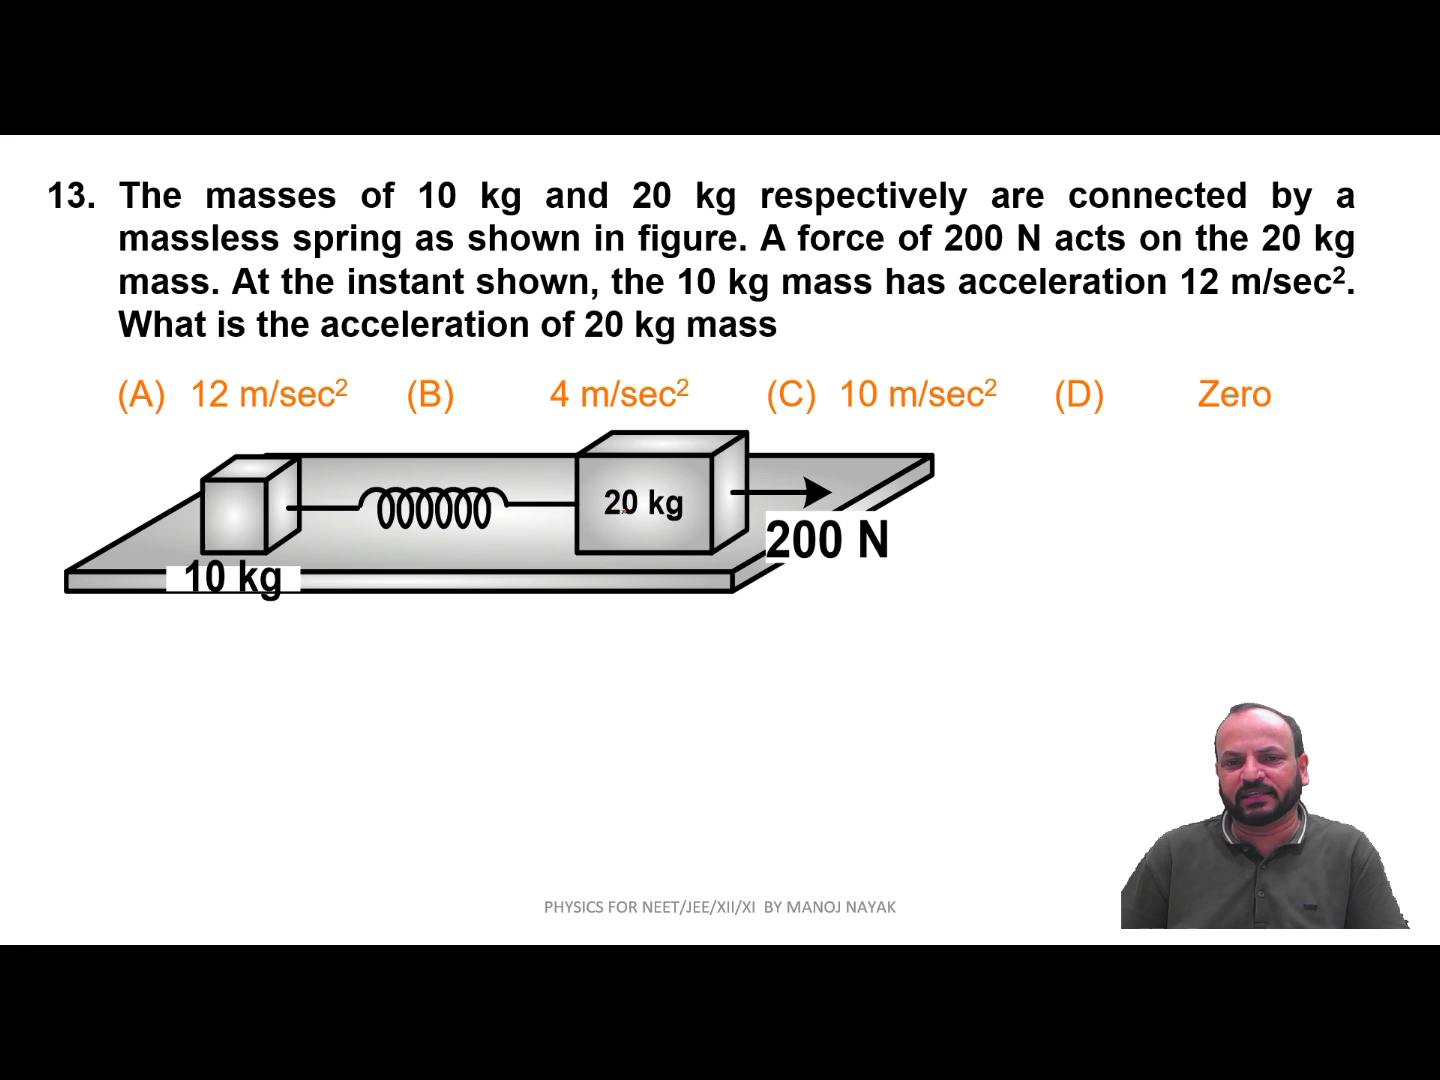 13. The masses of 10 kg and 20 kg respectively are connected by a
massless spring as shown in figure. A force of 200 N acts on the 20 kg
mass. At the instant shown, the 10 kg mass has acceleration 12 m/sec².
What is the acceleration of 20 kg mass
(A) 12 m/sec² (B) 4 m/sec² (C) 10 m/sec² (D) Zero
20 kg
200 N
10 kg
PHYSICS FOR NEET/JEE/XII/XI BY MANOJ NAYAK